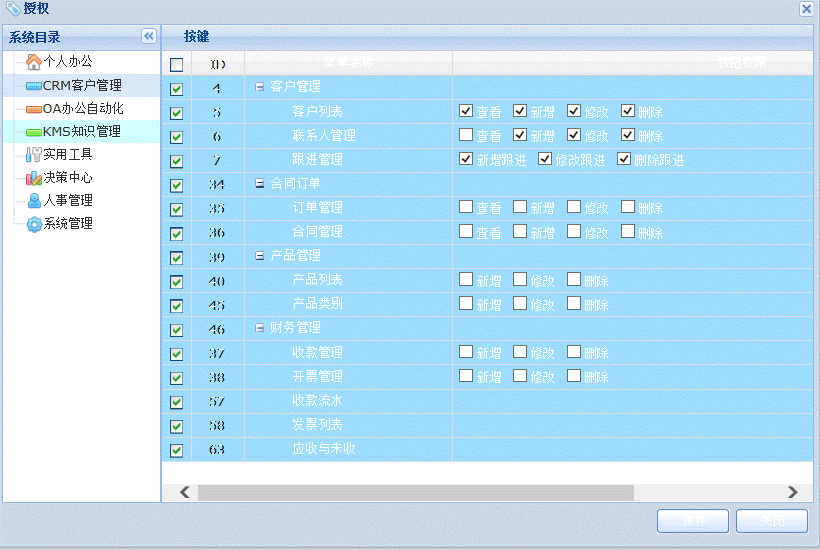 授权
系统目录
按键
个人办公
CRM客户管理
OA办公自动化
KMS知识管理
实用工具
决策中心
人事管理
系统管理
ID 菜单名称 按钮权限
4 客户管理
5 客户列表 查看 新增 修改 删除
6 联系人管理 查看 新增 修改 删除
7 跟进管理 新增跟进 修改跟进 删除跟进
34 合同订单
35 订单管理 查看 新增 修改 删除
36 合同管理 查看 新增 修改 删除
39 产品管理
40 产品列表 新增 修改 删除
45 产品类别 新增 修改 删除
46 财务管理
37 收款管理 新增 修改 删除
38 开票管理 新增 修改 删除
57 收款流水
58 发票列表
63 应收与未收
保存 关闭